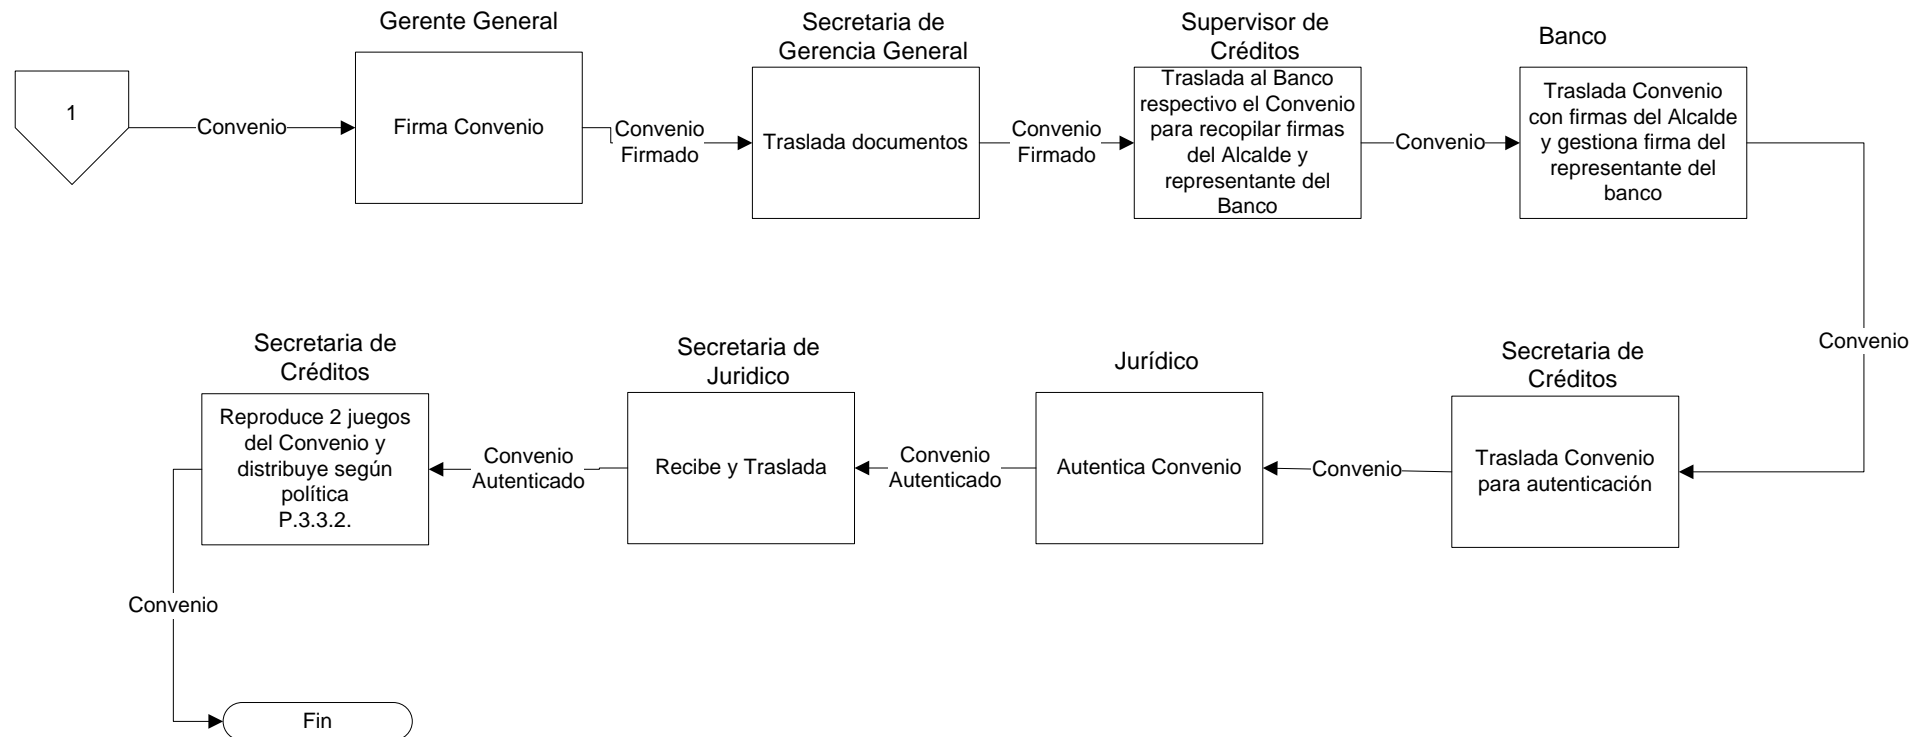 Gerente General
Secretaria de
Gerencia General
Supervisor de
Créditos
Banco
1
Convenio
Firma Convenio
Convenio
Firmado
Traslada documentos
Convenio
Firmado
Traslada al Banco
respectivo el Convenio
para recopilar firmas
del Alcalde y
representante del
Banco
Convenio
Traslada Convenio
con firmas del Alcalde
y gestiona firma del
representante del
banco
Convenio
Secretaria de
Créditos
Secretaria de
Juridico
Jurídico
Secretaria de
Créditos
Reproduce 2 juegos
del Convenio y
distribuye según
política
P.3.3.2.
Convenio
Autenticado
Recibe y Traslada
Convenio
Autenticado
Autentica Convenio
Convenio
Traslada Convenio
para autenticación
Convenio
Fin